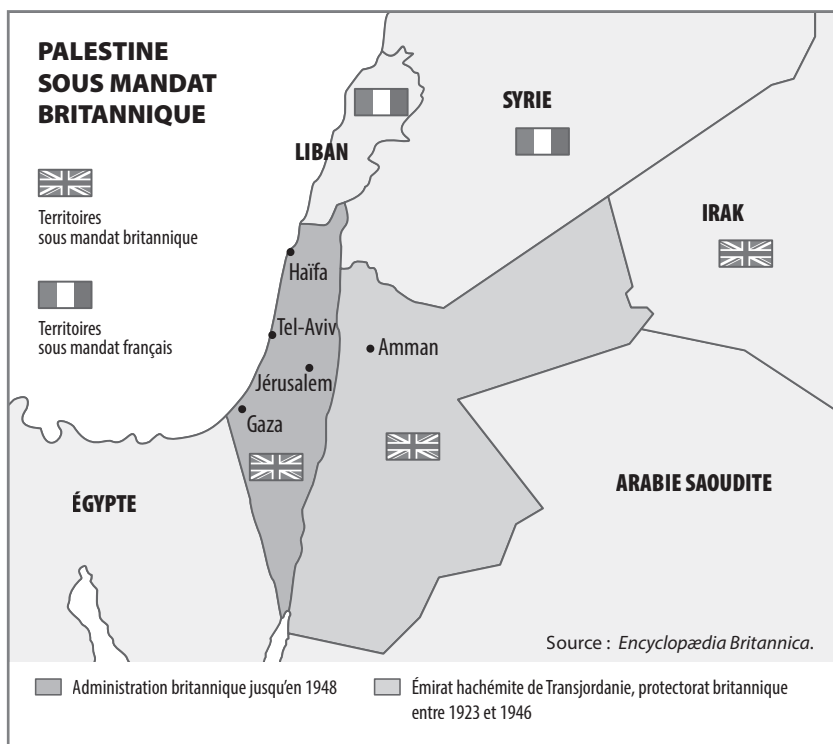 PALESTINE
SOUS MANDAT
BRITANNIQUE
Territoires
sous mandat britannique
Territoires
sous mandat français
LIBAN
SYRIE
IRAK
Haïfa
Tel-Aviv
Amman
Jérusalem
Gaza
ÉGYPTE
ARABIE SAOUDITE
Source : Encyclopædia Britannica.
Administration britannique jusqu'en 1948
Émirat hachémite de Transjordanie, protectorat britannique
entre 1923 et 1946